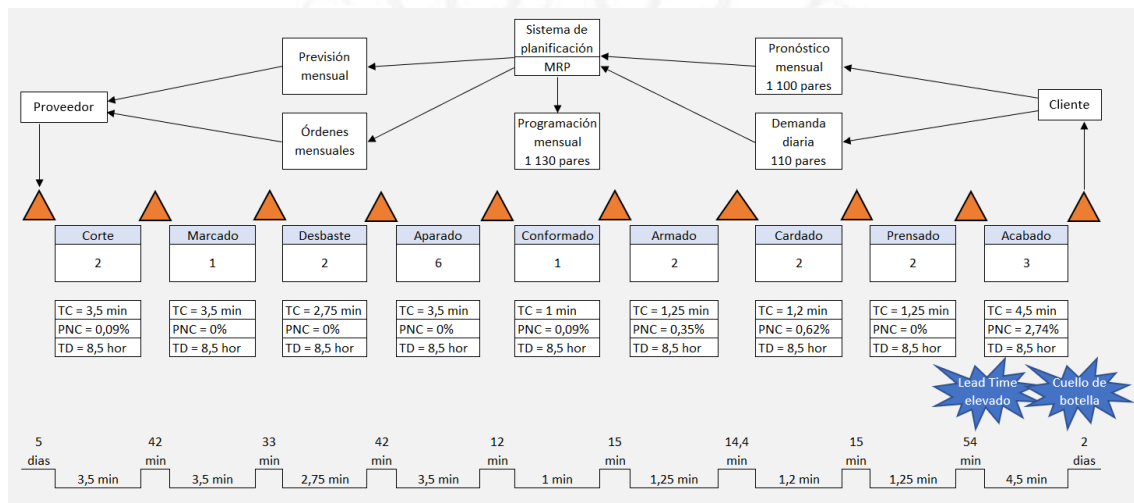 Sistema de
planificación
MRP
Previsión
mensual
Pronóstico
mensual
1 100 pares
Proveedor
Cliente
Órdenes
mensuales
Programación
mensual
1 130 pares
Demanda
diaria
110 pares
Corte
2
TC = 3,5 min
PNC = 0,09%
TD = 8,5 hor
Marcado
1
TC = 3,5 min
PNC = 0%
TD = 8,5 hor
Desbaste
2
TC = 2,75 min
PNC = 0%
TD = 8,5 hor
Aparado
6
TC = 3,5 min
PNC = 0%
TD = 8,5 hor
Conformado
1
TC = 1 min
PNC = 0,09%
TD = 8,5 hor
Armado
2
TC = 1,25 min
PNC = 0,35%
TD = 8,5 hor
Cardado
2
TC = 1,2 min
PNC = 0,62%
TD = 8,5 hor
Prensado
2
TC = 1,25 min
PNC = 0%
TD = 8,5 hor
Acabado
3
TC = 4,5 min
PNC = 2,74%
TD = 8,5 hor
Lead Time
elevado
Cuello de
botella
5
dias
3,5 min
42
min
3,5 min
33
min
2,75 min
42
min
3,5 min
12
min
1 min
15
min
1,25 min
14,4
min
1,2 min
15
min
1,25 min
54
min
4,5 min
2
dias